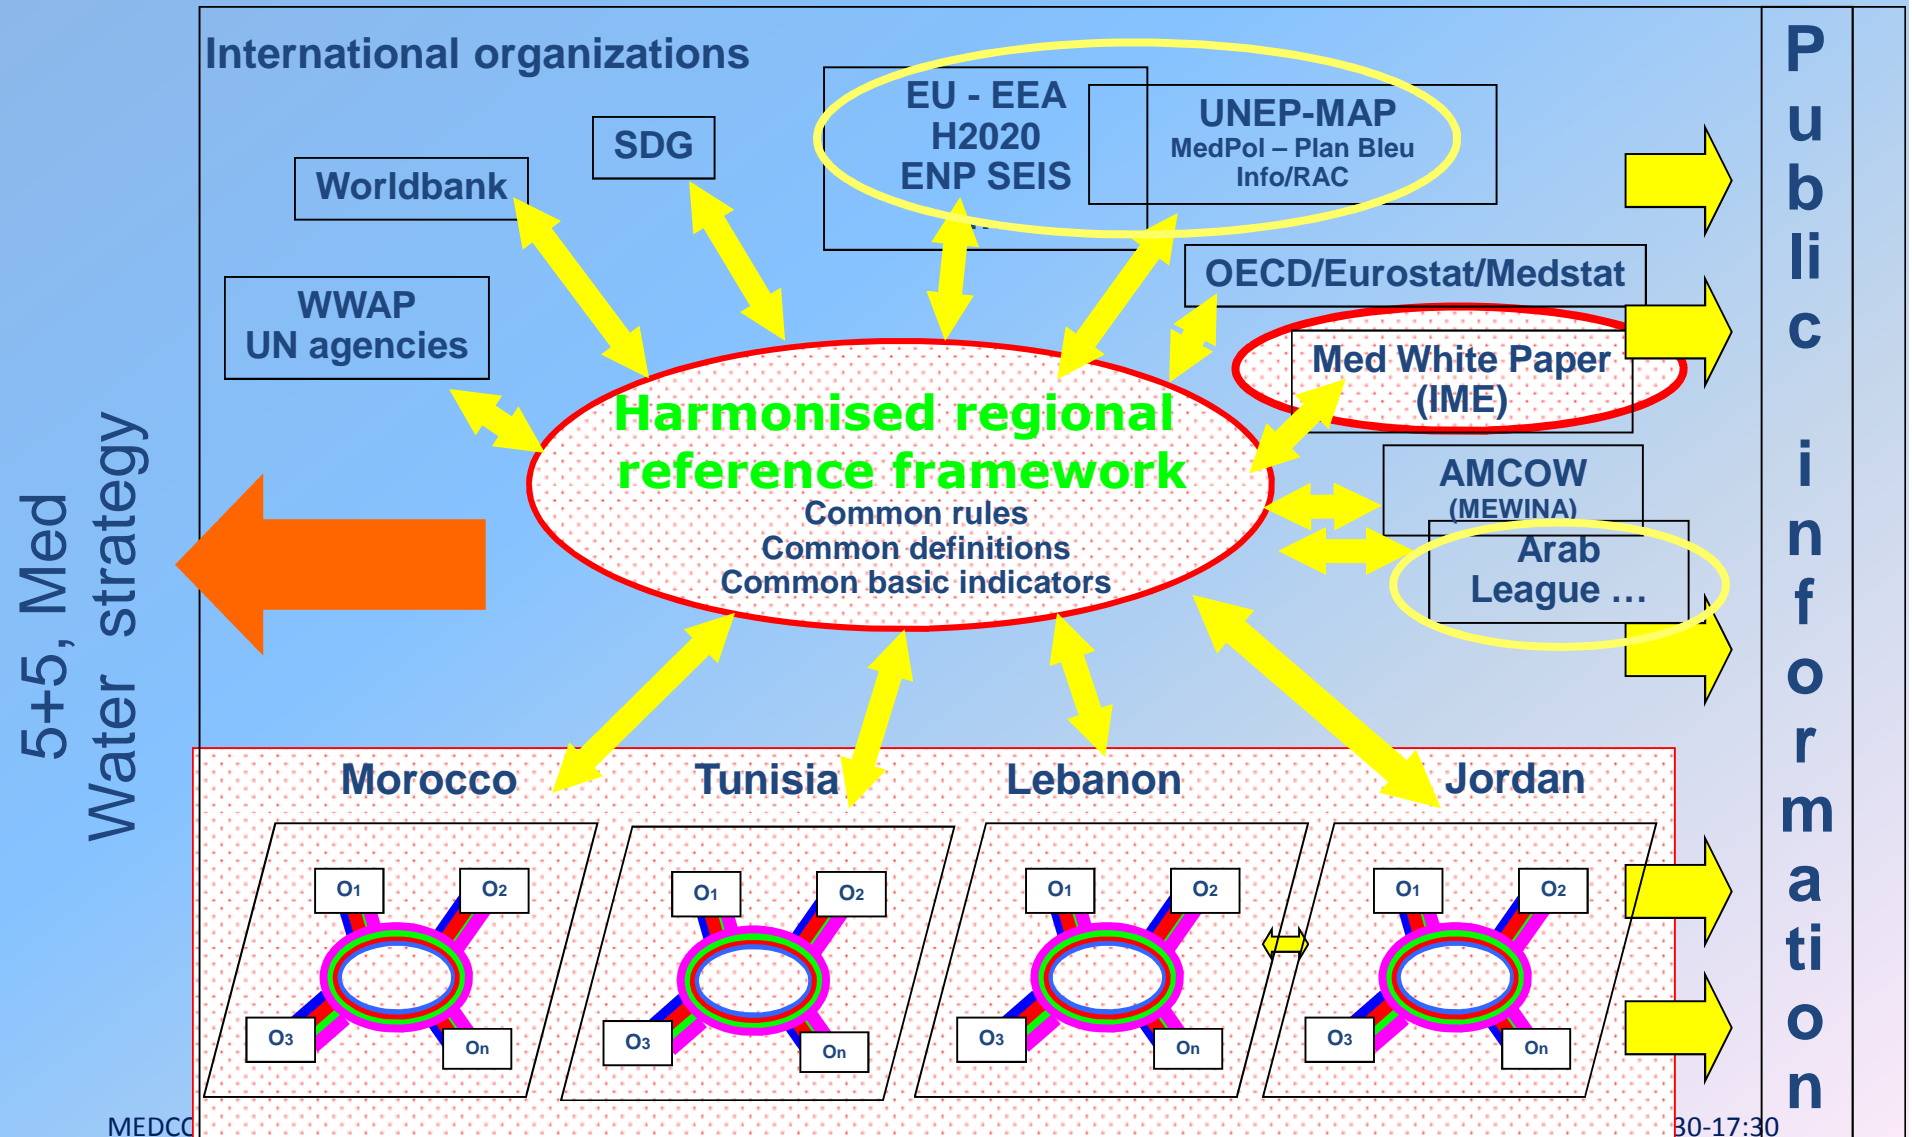 International organizations
EU - EEA
H2020
ENP SEIS
UNEP-MAP
MedPol – Plan Bleu
Info/RAC
SDG
Worldbank
WWAP
UN agencies
OECD/Eurostat/Medstat
Med White Paper
(IME)
AMCOW
(MEWINA)
Arab
League …
Harmonised regional
reference framework
Common rules
Common definitions
Common basic indicators
5+5, Med
Water strategy
Public information
Morocco
Tunisia
Lebanon
Jordan
O1
O2
O3
On
O1
O2
O3
On
O1
O2
O3
On
O1
O2
O3
On
MEDCO
30-17:30